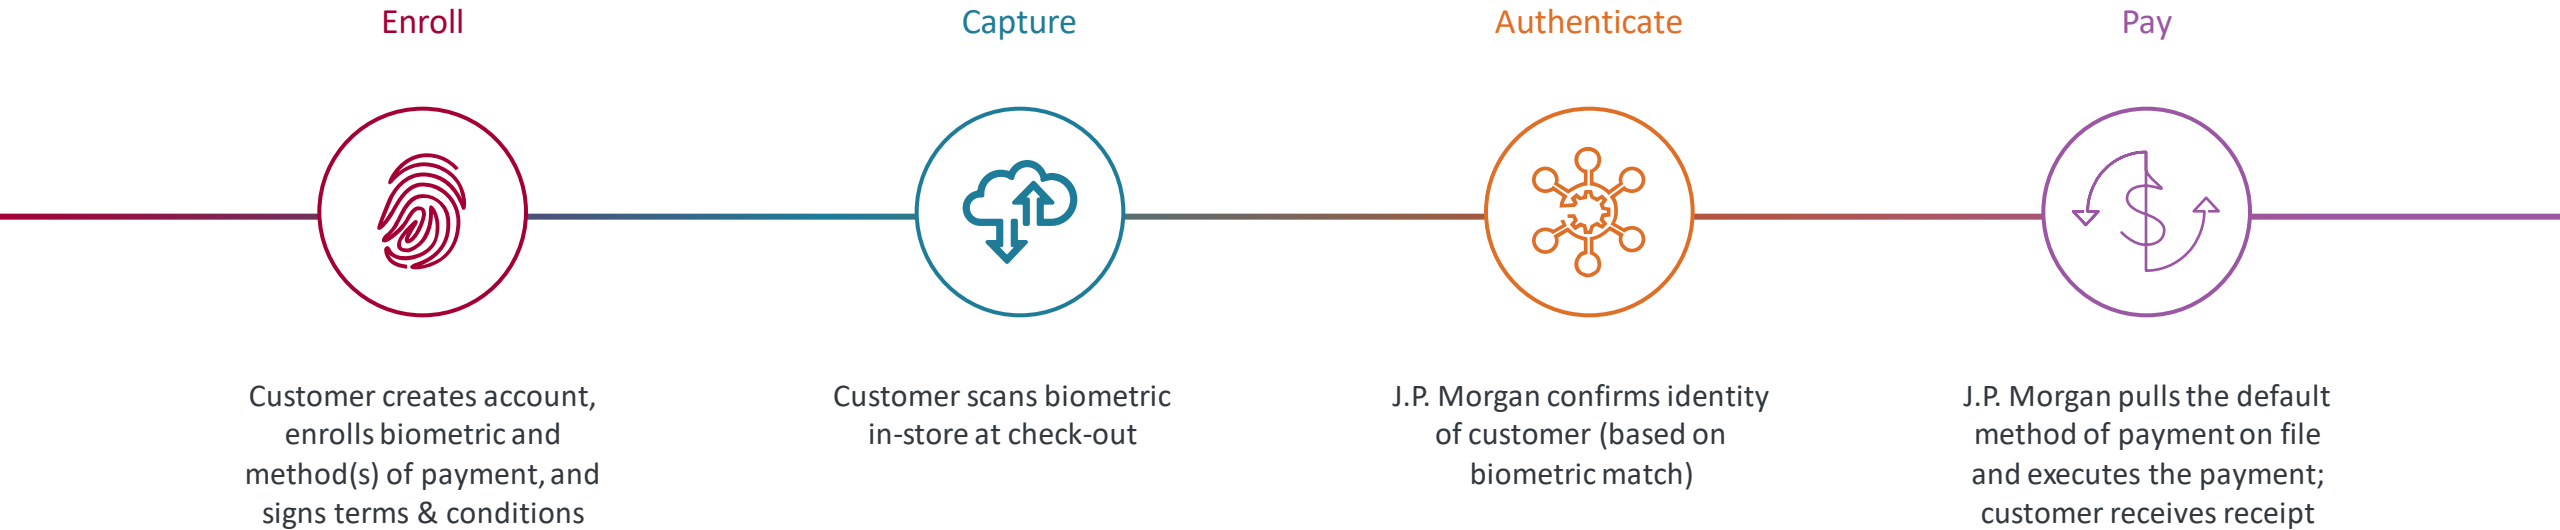 Enroll
Capture
Authenticate
Pay
Customer creates account,
enrolls biometric and
method(s) of payment, and
signs terms & conditions
Customer scans biometric
in-store at check-out
J.P. Morgan confirms identity
of customer (based on
biometric match)
J.P. Morgan pulls the default
method of payment on file
and executes the payment;
customer receives receipt